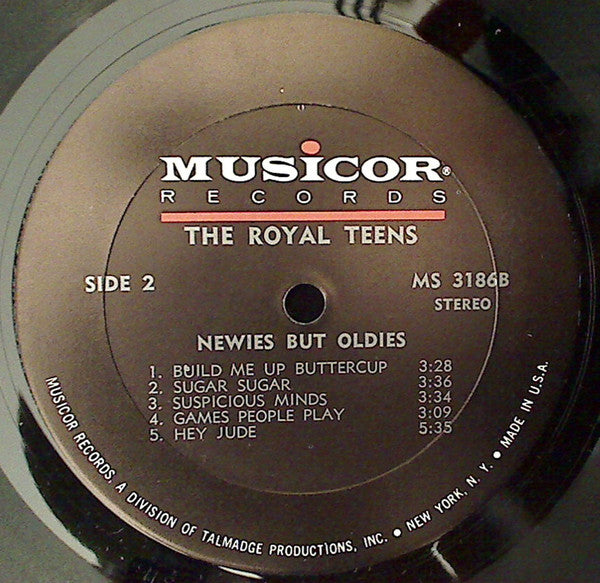 MUSiCOR®
RECORDS
THE ROYAL TEENS
SIDE 2
MS 3186B
STEREO
NEWIES BUT OLDIES
1. BUILD ME UP BUTTERCUP 3:28
2. SUGAR SUGAR 3:36
3. SUSPICIOUS MINDS 3:34
4. GAMES PEOPLE PLAY 3:09
5. HEY JUDE 5:35
MUSICOR RECORDS, A DIVISION OF TALMADGE PRODUCTIONS, INC. • NEW YORK, N. Y. • MADE IN U.S.A.